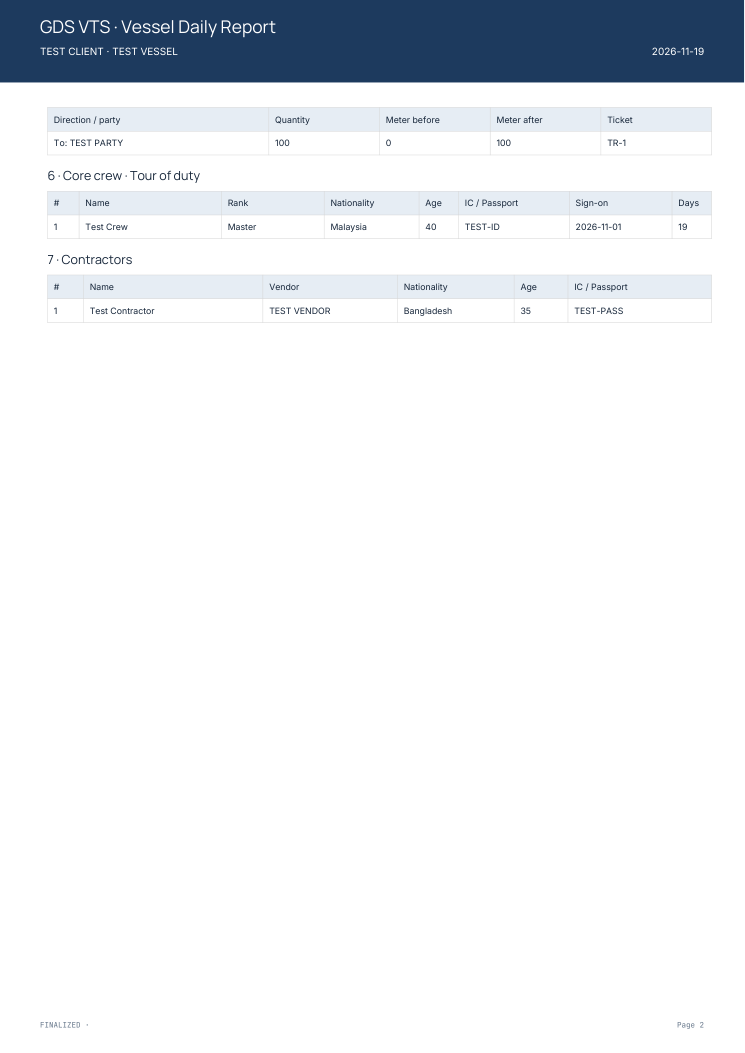 GDS VTS · Vessel Daily Report
TEST CLIENT · TEST VESSEL 2026-11-19
Direction / party Quantity Meter before Meter after Ticket
To: TEST PARTY 100 0 100 TR-1
6 · Core crew · Tour of duty
# Name Rank Nationality Age IC / Passport Sign-on Days
1 Test Crew Master Malaysia 40 TEST-ID 2026-11-01 19
7 · Contractors
# Name Vendor Nationality Age IC / Passport
1 Test Contractor TEST VENDOR Bangladesh 35 TEST-PASS
FINALIZED · Page 2